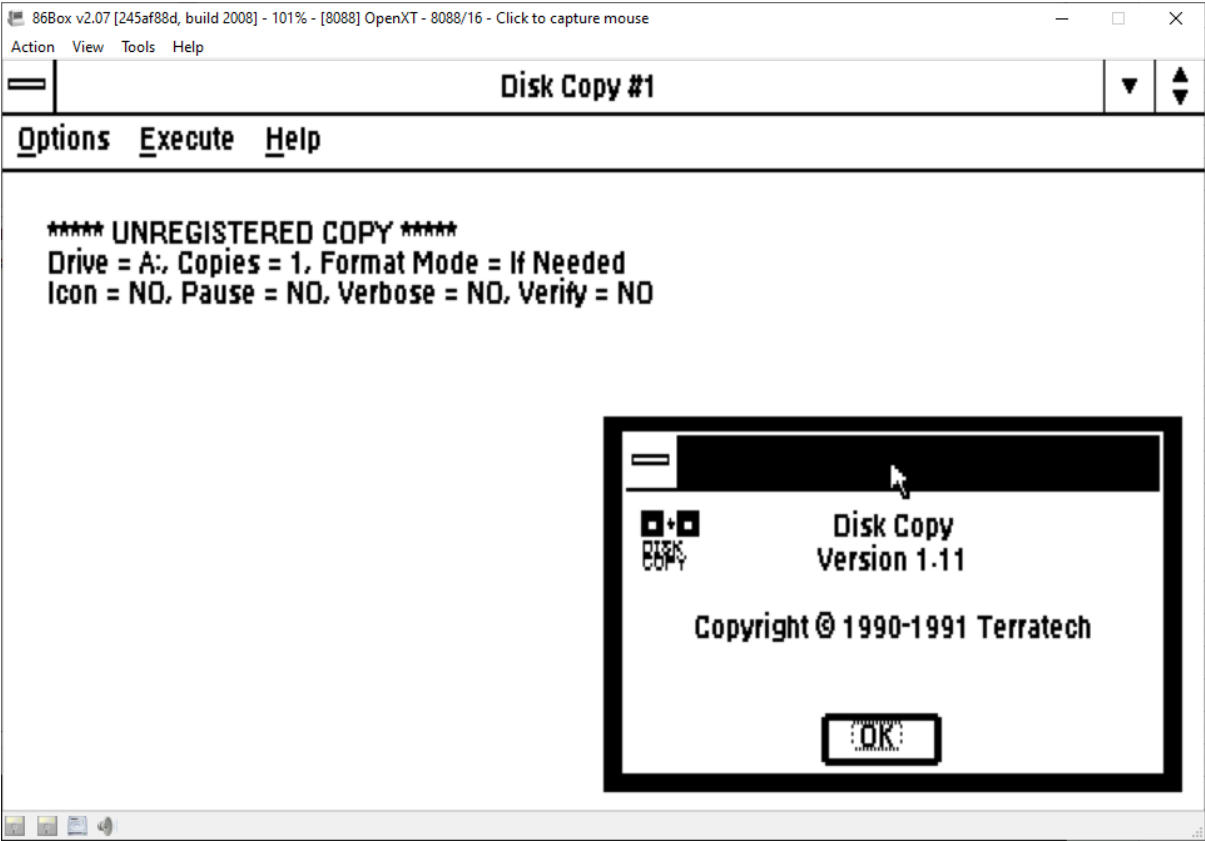 86Box v2.07 [245af88d, build 2008] - 101% - [8088] OpenXT - 8088/16 - Click to capture mouse
Action View Tools Help
Disk Copy #1
Options Execute Help
***** UNREGISTERED COPY *****
Drive = A:, Copies = 1, Format Mode = If Needed
Icon = NO, Pause = NO, Verbose = NO, Verify = NO
DISK
COPY
Disk Copy
Version 1.11
Copyright © 1990-1991 Terratech
OK